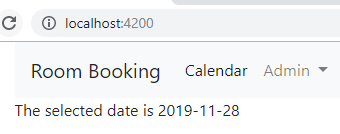 localhost:4200
Room Booking Calendar Admin
The selected date is 2019-11-28